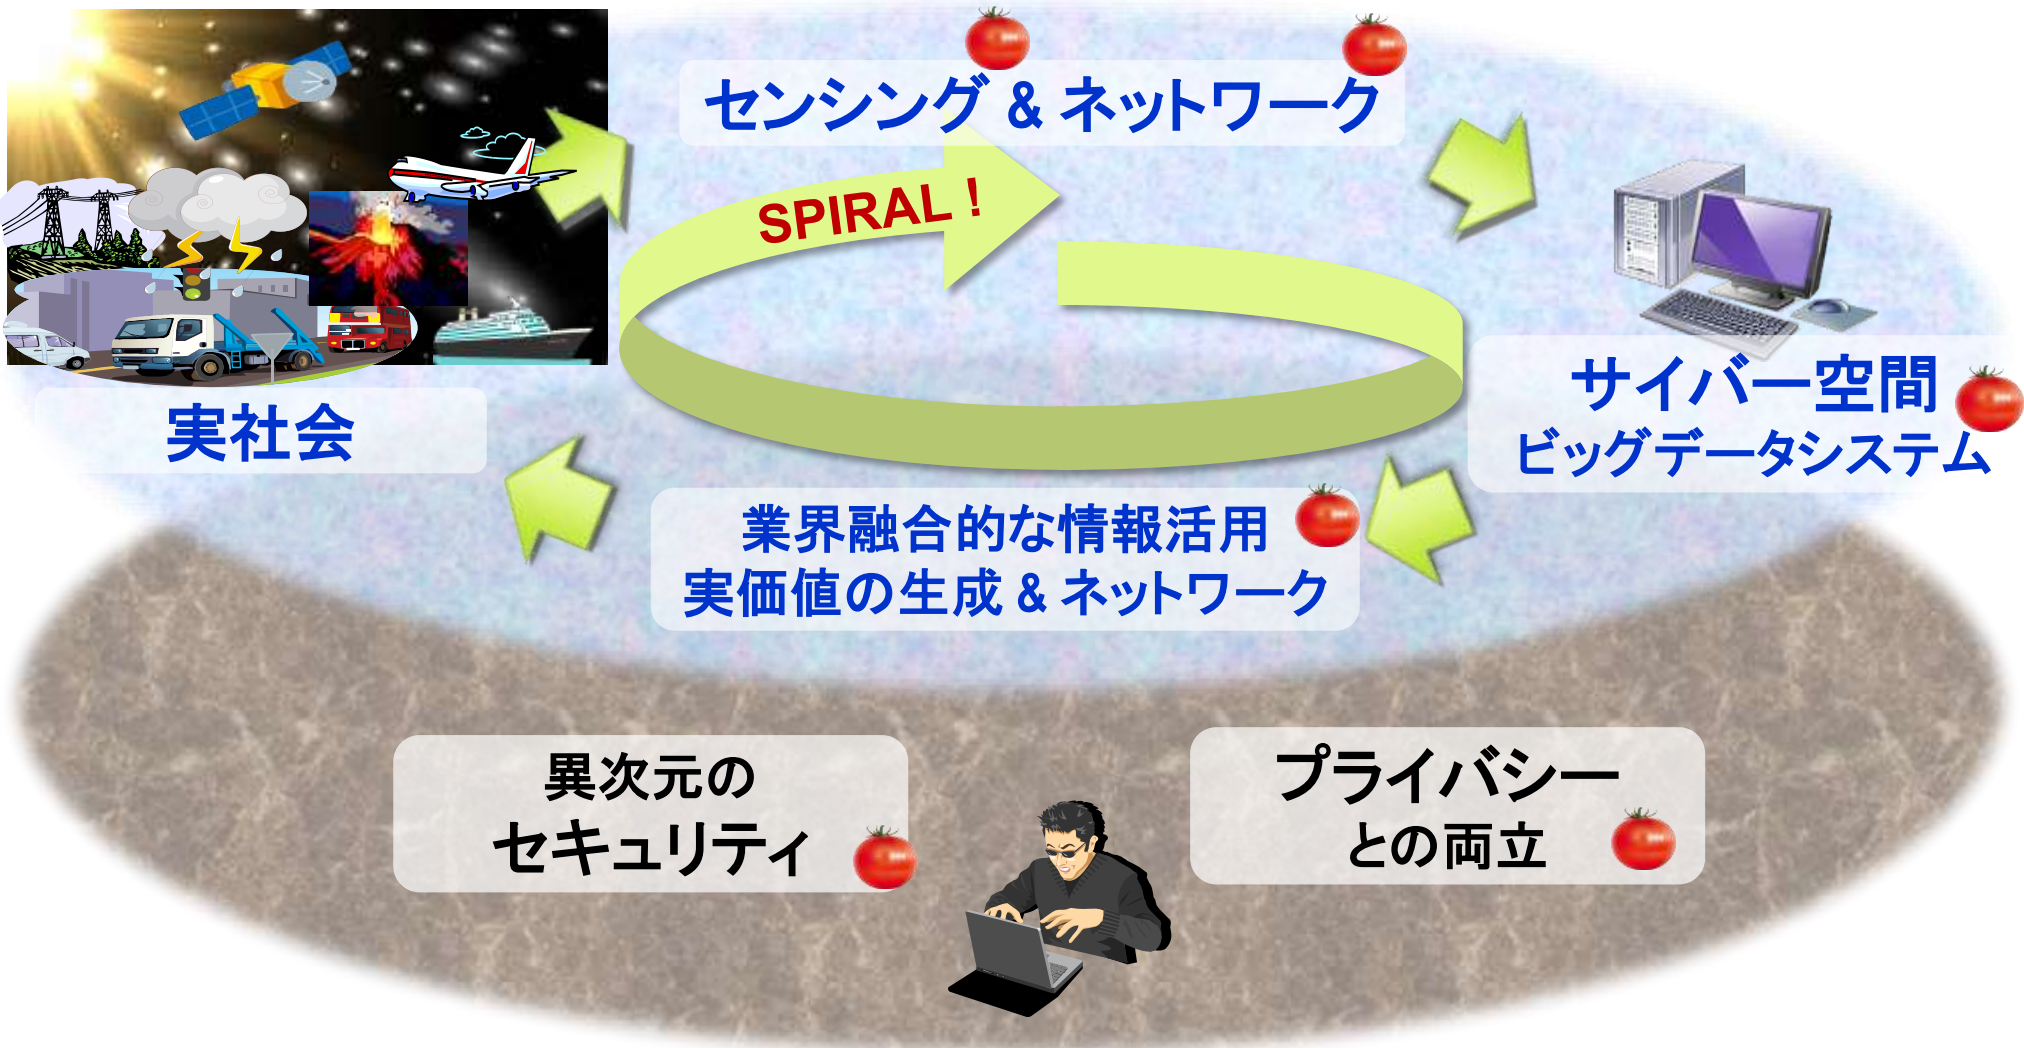 センシング & ネットワーク
SPIRAL !
実社会
サイバー空間
ビッグデータシステム
業界融合的な情報活用
実価値の生成 & ネットワーク
異次元の
セキュリティ
プライバシー
との両立